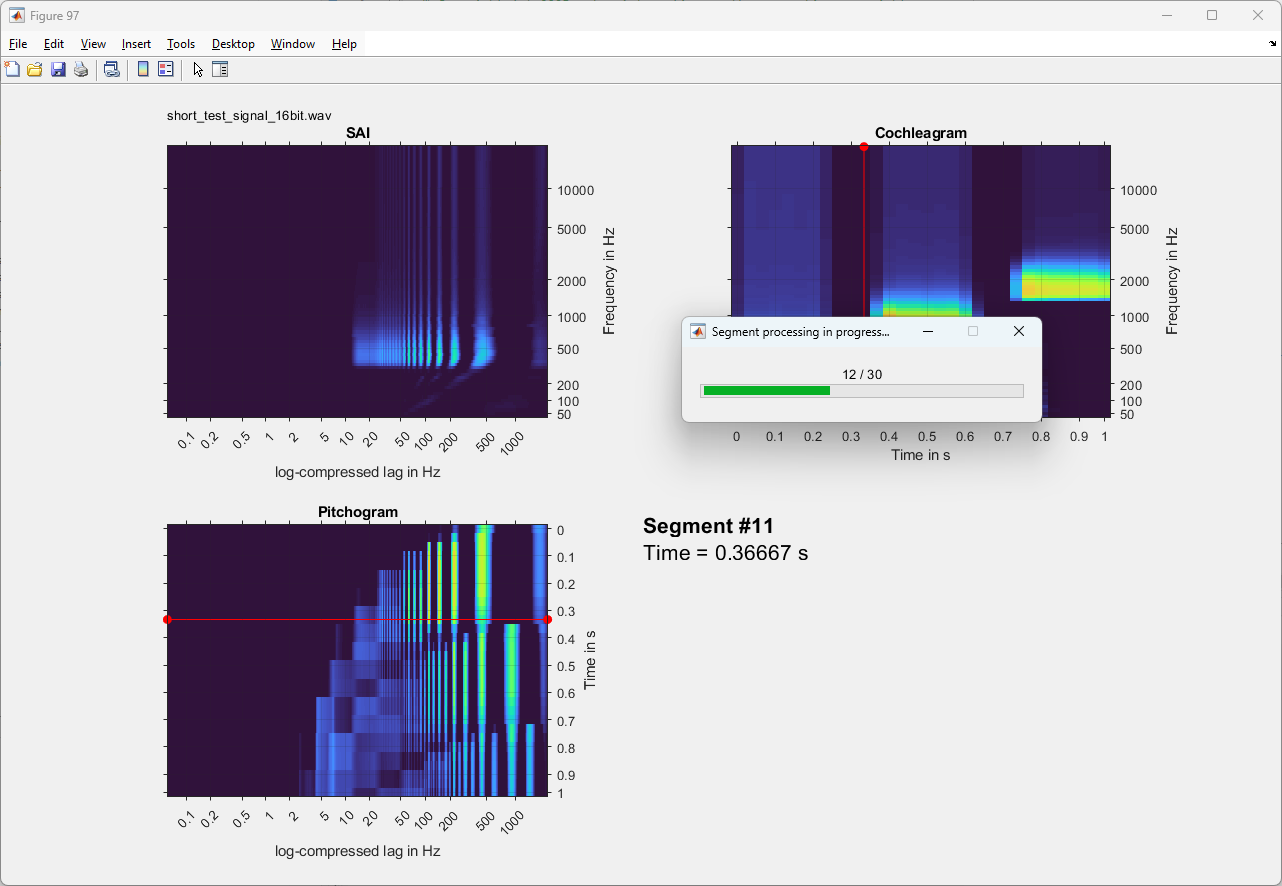 Figure 97
File Edit View Insert Tools Desktop Window Help
short_test_signal_16bit.wav
SAI
10000
5000
2000
1000
500
200
100
50
Frequency in Hz
0.1 0.2 0.5 1 2 5 10 20 50 100 200 500 1000
log-compressed lag in Hz
Cochleagram
10000
5000
2000
1000
500
200
100
50
Frequency in Hz
0 0.1 0.2 0.3 0.4 0.5 0.6 0.7 0.8 0.9 1
Time in s
Segment processing in progress...
12 / 30
Pitchogram
0
0.1
0.2
0.3
0.4
0.5
0.6
0.7
0.8
0.9
1
Time in s
0.1 0.2 0.5 1 2 5 10 20 50 100 200 500 1000
log-compressed lag in Hz
Segment #11
Time = 0.36667 s